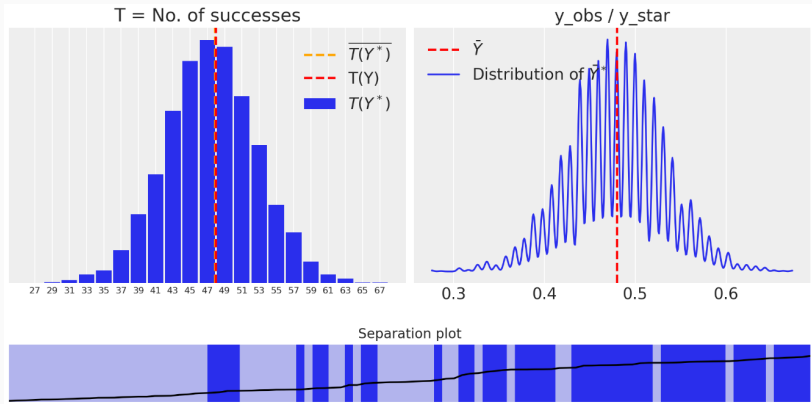 T = No. of successes
T(Y*)
T(Y)
T(Y*)
27 29 31 33 35 37 39 41 43 45 47 49 51 53 55 57 59 61 63 65 67
y_obs / y_star
Ȳ
Distribution of Ȳ*
0.3 0.4 0.5 0.6
Separation plot